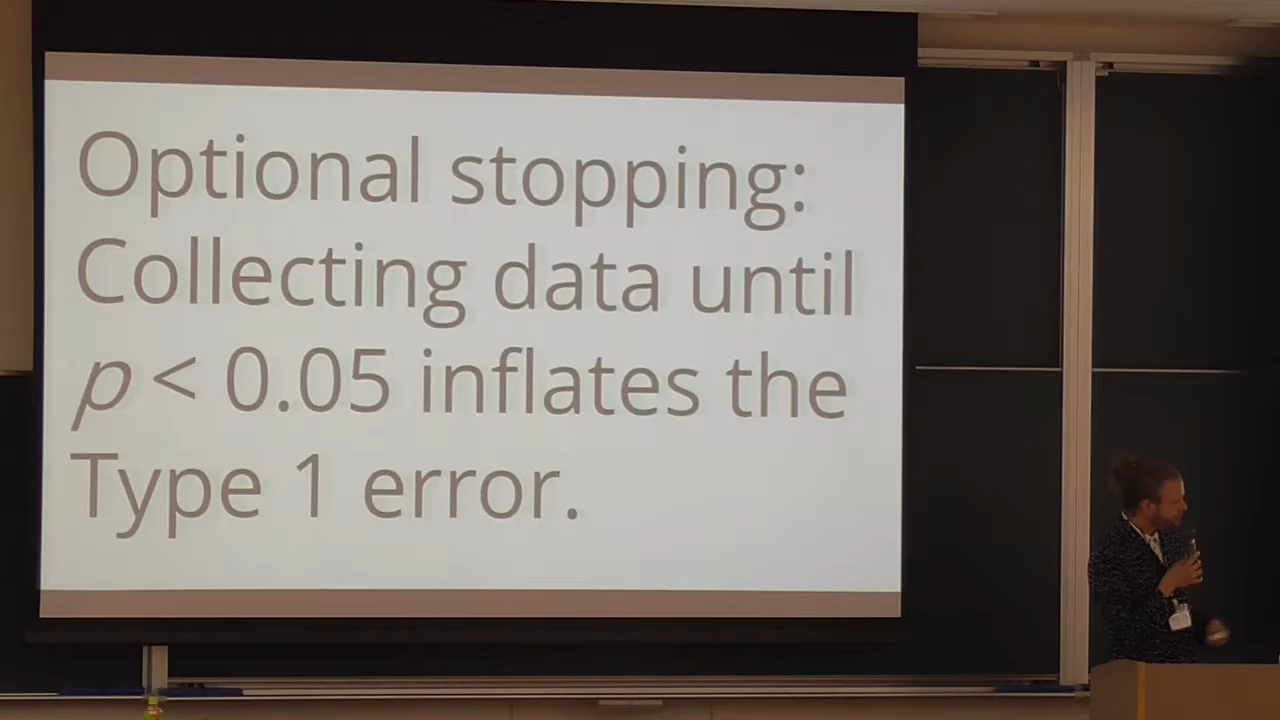 Optional stopping:
Collecting data until
p < 0.05 inflates the
Type 1 error.